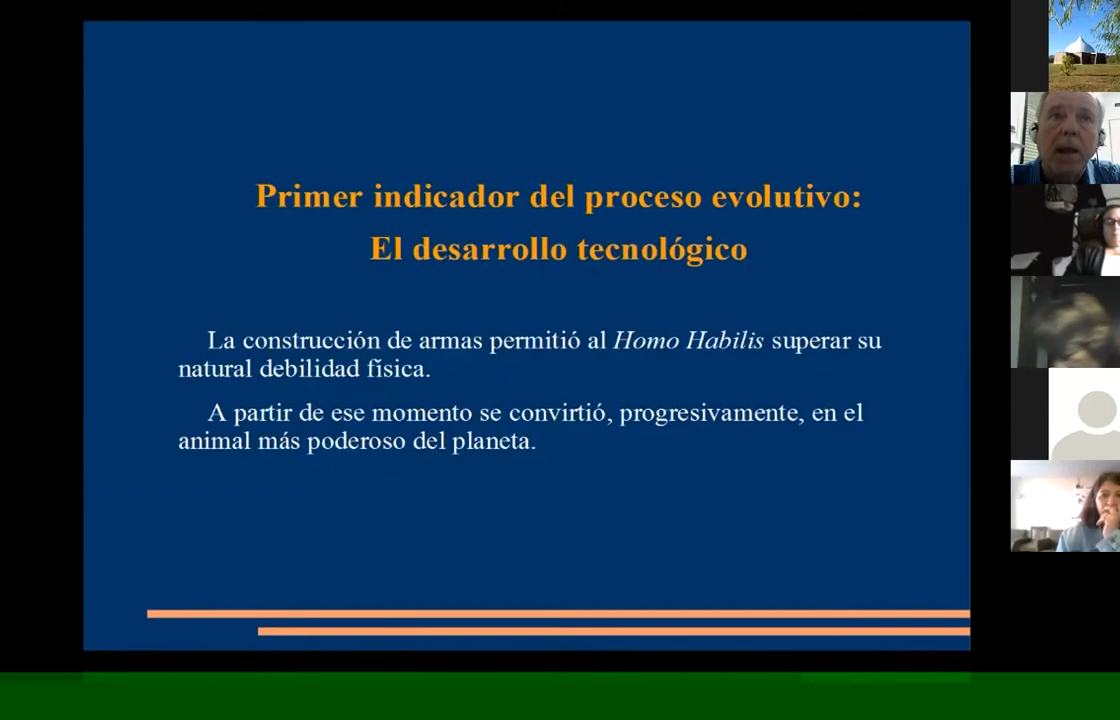 Primer indicador del proceso evolutivo:
El desarrollo tecnológico
La construcción de armas permitió al Homo Habilis superar su
natural debilidad física.
A partir de ese momento se convirtió, progresivamente, en el
animal más poderoso del planeta.